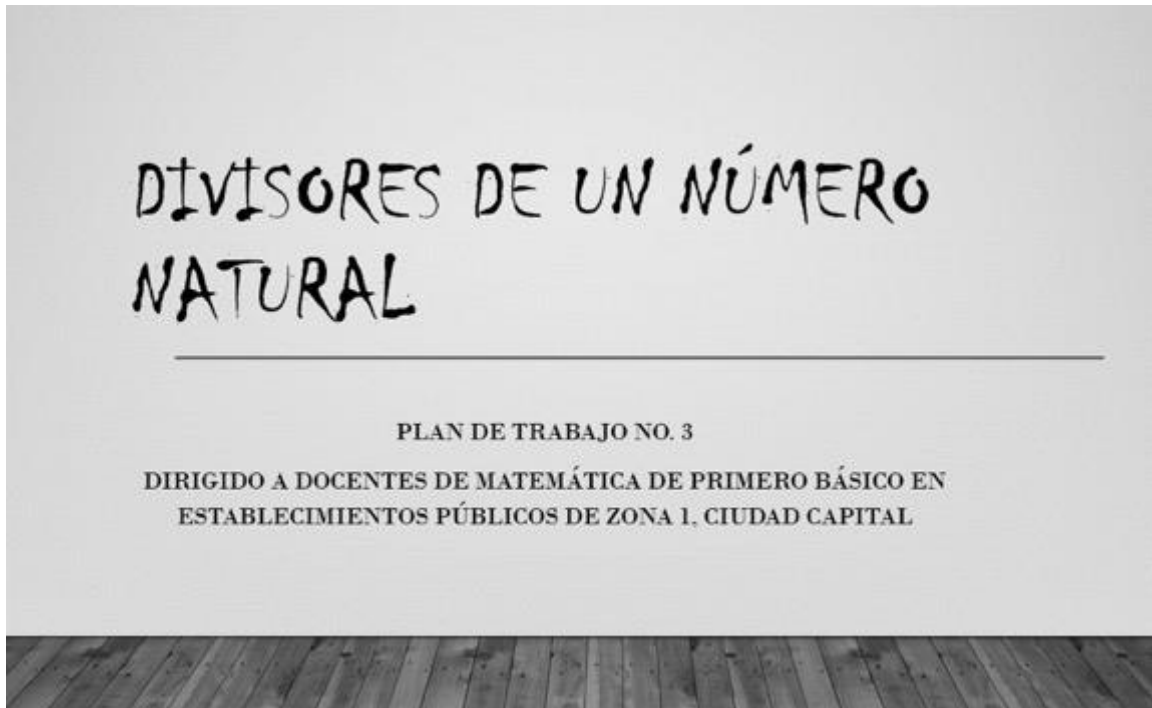 DIVISORES DE UN NÚMERO
NATURAL
PLAN DE TRABAJO NO. 3
DIRIGIDO A DOCENTES DE MATEMÁTICA DE PRIMERO BÁSICO EN
ESTABLECIMIENTOS PÚBLICOS DE ZONA 1, CIUDAD CAPITAL